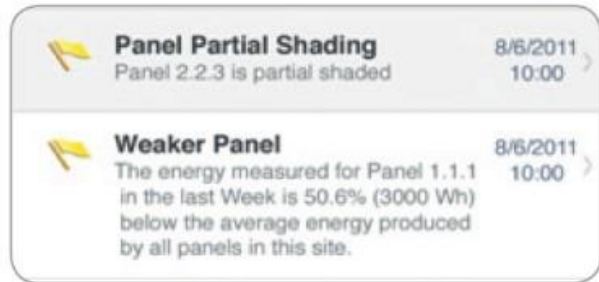 Panel Partial Shading
8/6/2011
Panel 2.2.3 is partial shaded
10:00
Weaker Panel
8/6/2011
The energy measured for Panel 1.1.1
10:00
in the last Week is 50.6% (3000 Wh)
below the average energy produced
by all panels in this site.